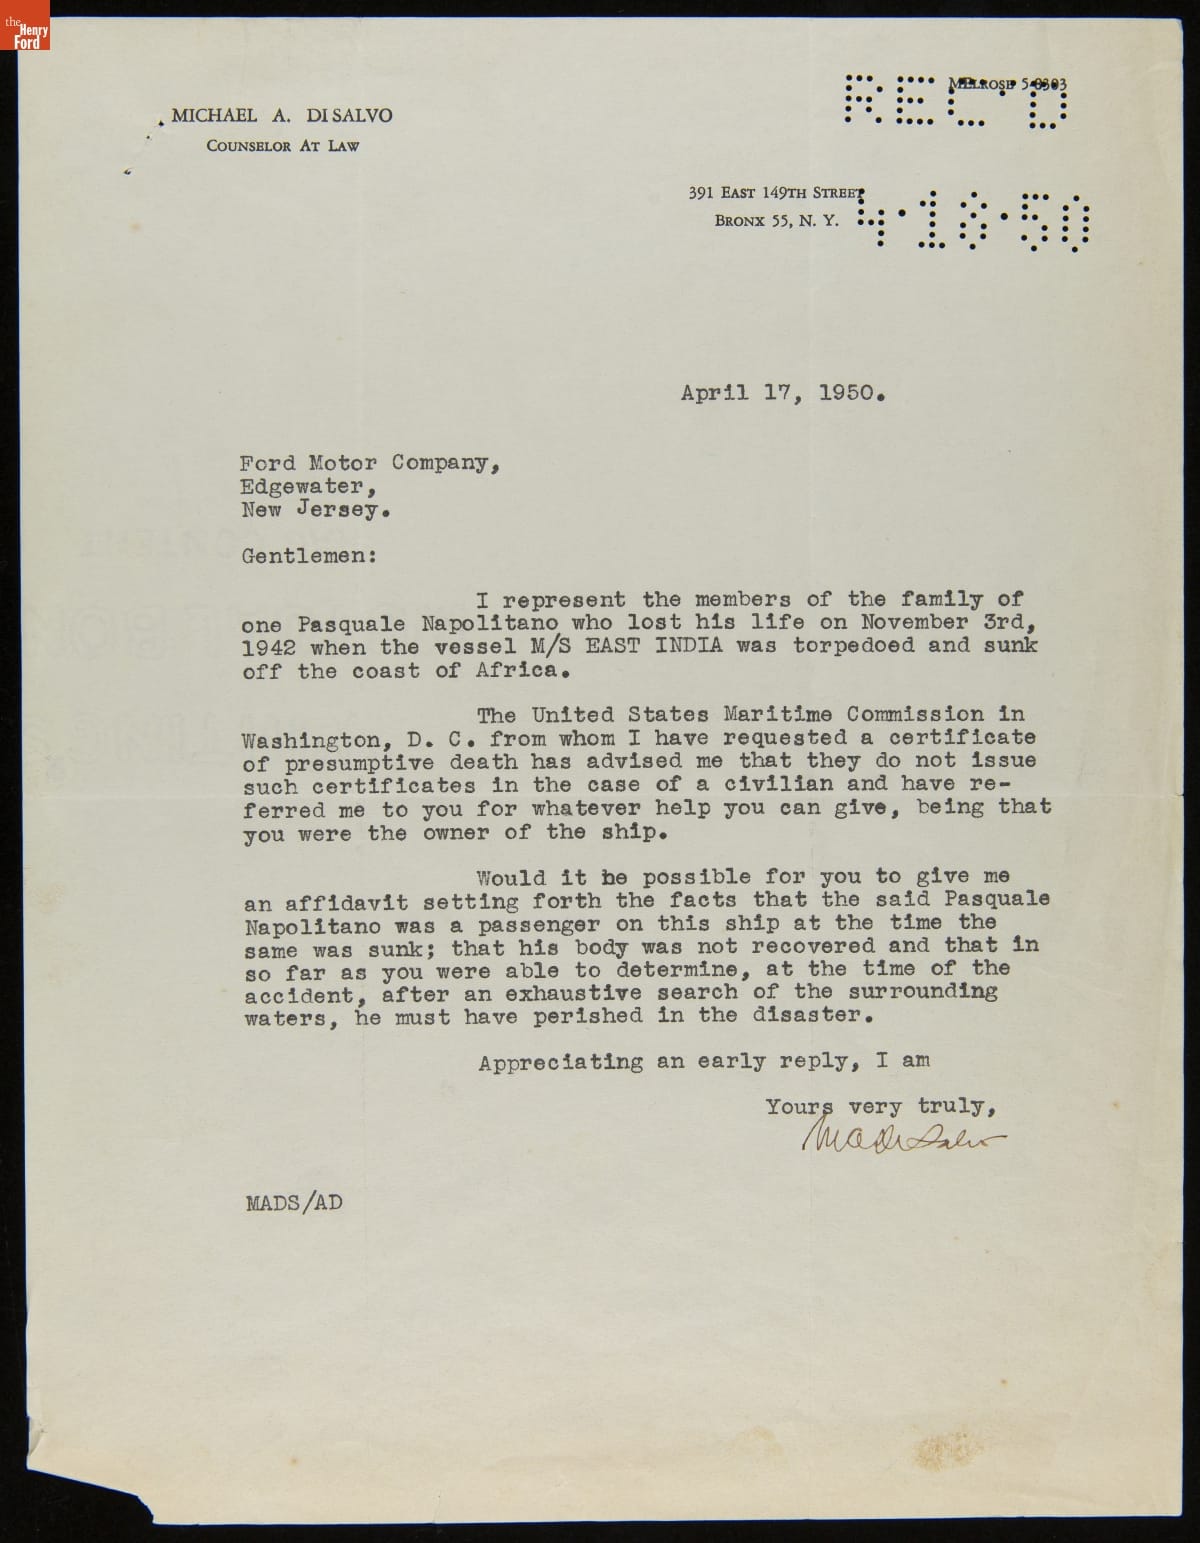 the
Henry
Ford
MELROSE 5-8303
REC'D
MICHAEL A. DI SALVO
COUNSELOR AT LAW
391 EAST 149TH STREET
BRONX 55, N. Y.
4·18·50
April 17, 1950.
Ford Motor Company,
Edgewater,
New Jersey.
Gentlemen:
I represent the members of the family of
one Pasquale Napolitano who lost his life on November 3rd,
1942 when the vessel M/S EAST INDIA was torpedoed and sunk
off the coast of Africa.
The United States Maritime Commission in
Washington, D. C. from whom I have requested a certificate
of presumptive death has advised me that they do not issue
such certificates in the case of a civilian and have re-
ferred me to you for whatever help you can give, being that
you were the owner of the ship.
Would it be possible for you to give me
an affidavit setting forth the facts that the said Pasquale
Napolitano was a passenger on this ship at the time the
same was sunk; that his body was not recovered and that in
so far as you were able to determine, at the time of the
accident, after an exhaustive search of the surrounding
waters, he must have perished in the disaster.
Appreciating an early reply, I am
Yours very truly,
MA Di Salvo
MADS/AD